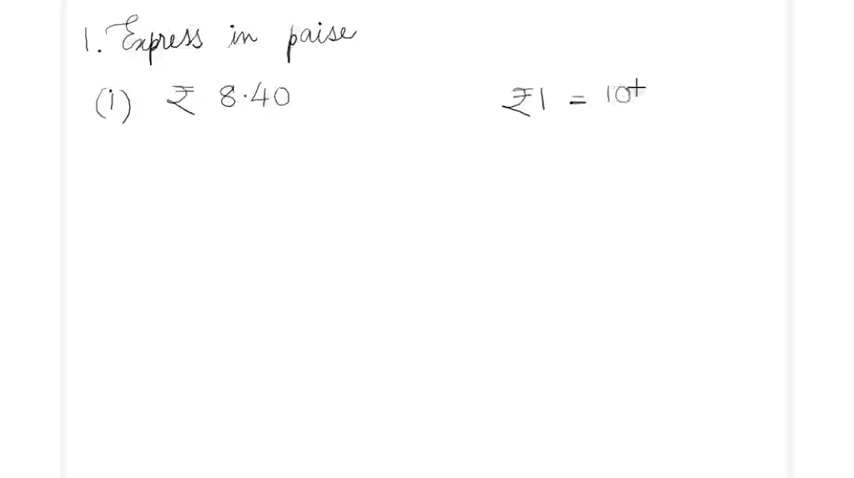 1. Express in paise
(i) ₹ 8.40
₹1 = 10